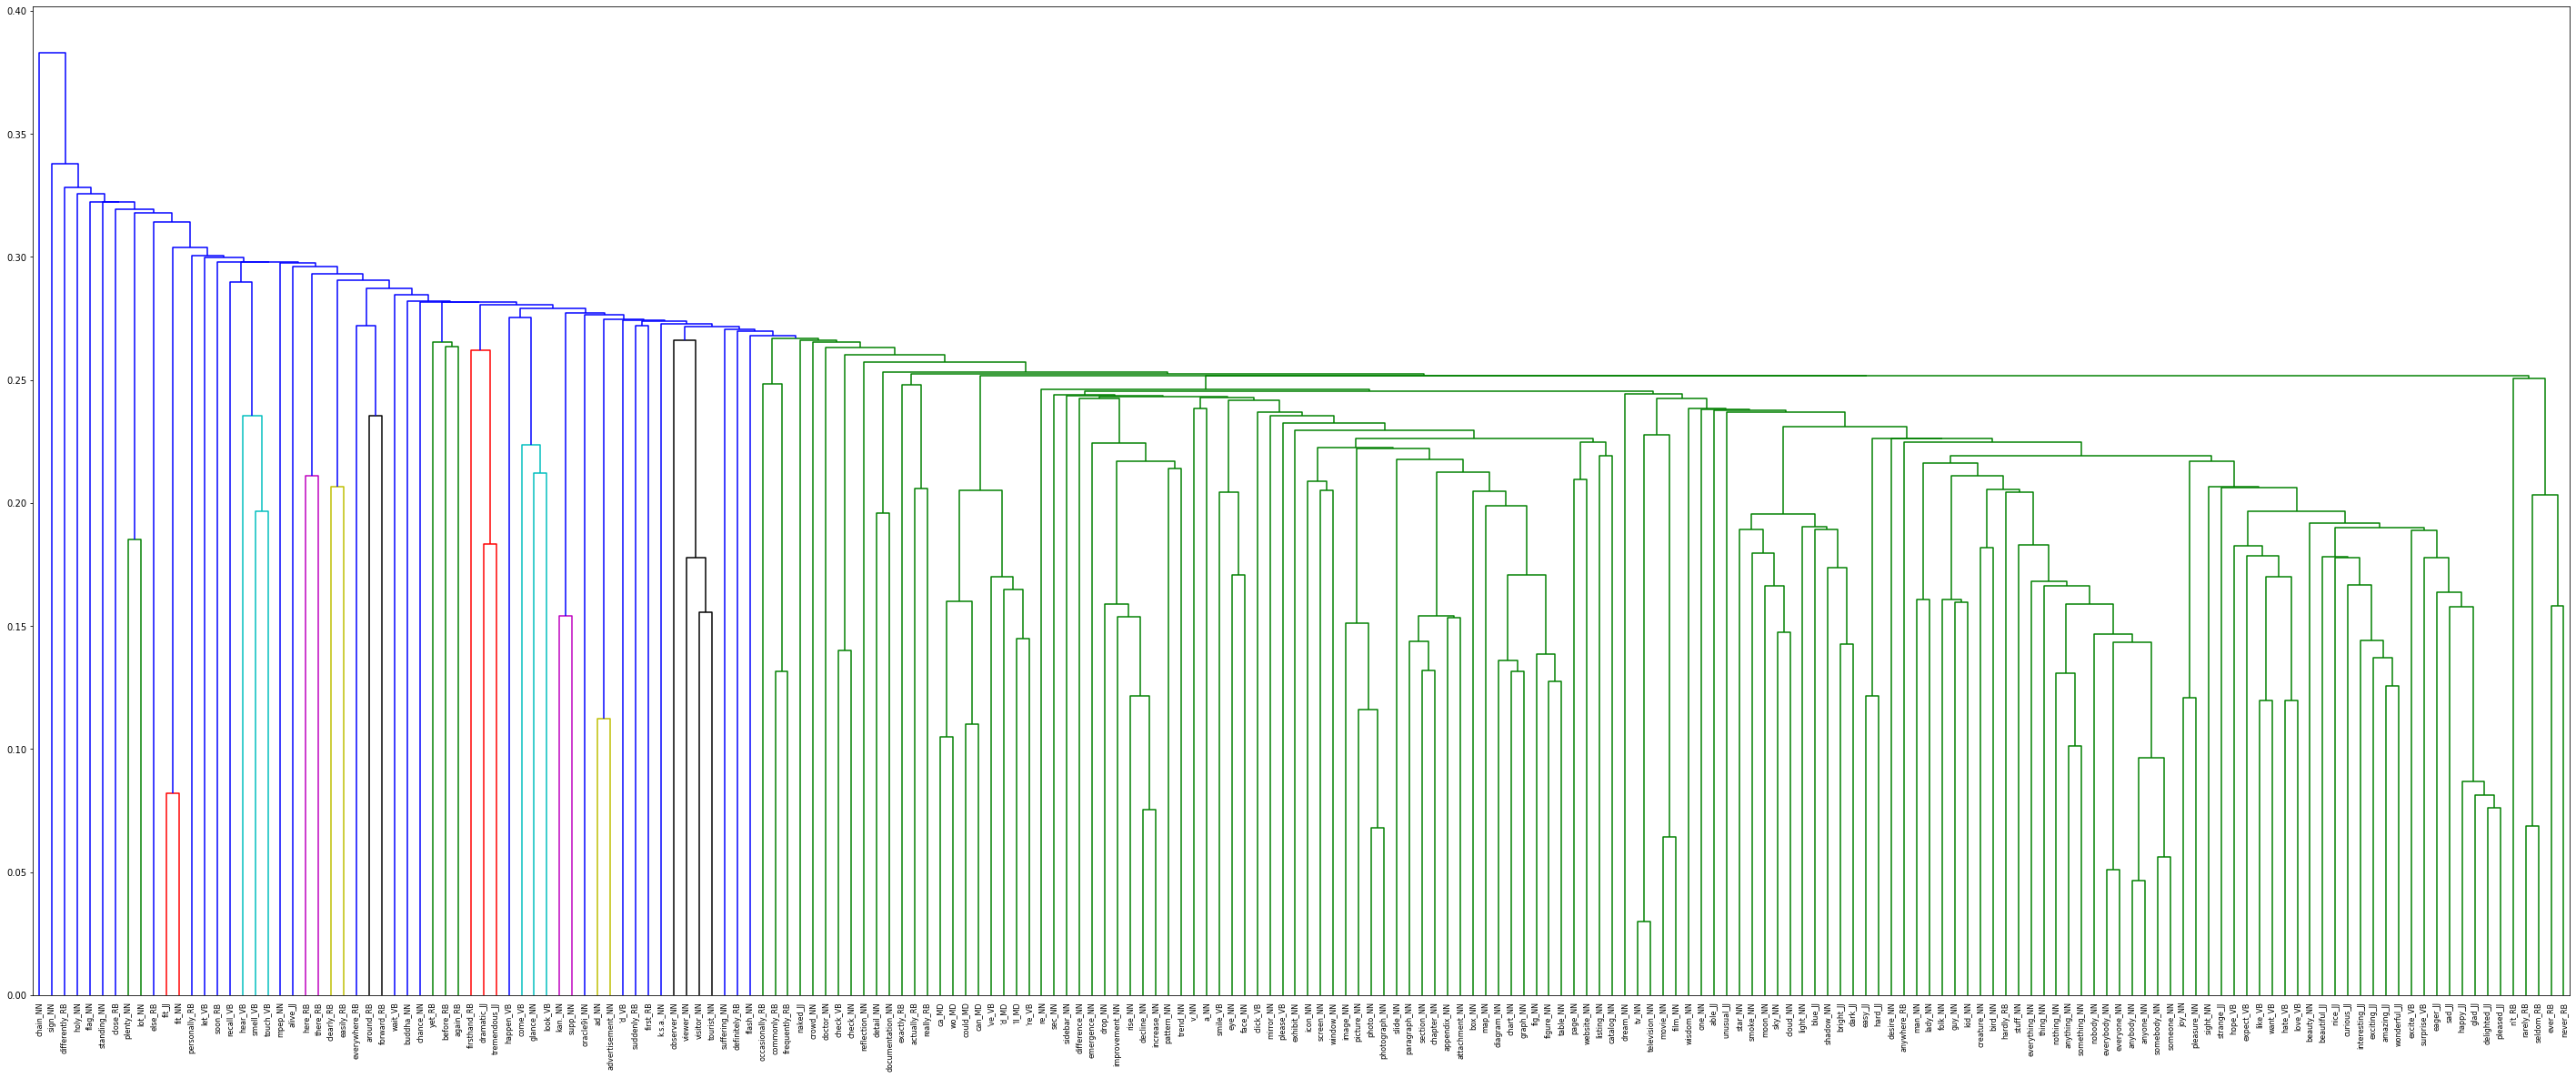 0.40
0.35
0.30
0.25
0.20
0.15
0.10
0.05
0.00
chain_NN
sign_NN
differently_RB
holy_NN
flag_NN
standing_NN
close_RB
plenty_NN
lot_NN
else_RB
fit_JJ
fit_NN
personally_RB
let_VB
soon_RB
recall_VB
hear_VB
smell_VB
touch_VB
mpep_NN
alive_JJ
here_RB
there_RB
clearly_RB
easily_RB
everywhere_RB
around_RB
forward_RB
wait_VB
buddha_NN
chance_NN
yet_RB
before_RB
again_RB
firsthand_RB
dramatic_JJ
tremendous_JJ
happen_VB
come_VB
glance_NN
look_VB
kian_NN
supp_NN
oracle9i_NN
ad_NN
advertisement_NN
'd_VB
suddenly_RB
first_RB
k.s.a._NN
observer_NN
viewer_NN
visitor_NN
tourist_NN
suffering_NN
definitely_RB
flash_NN
occasionally_RB
commonly_RB
frequently_RB
naked_JJ
crowd_NN
doctor_NN
check_VB
check_NN
reflection_NN
detail_NN
documentation_NN
exactly_RB
actually_RB
really_RB
ca_MD
wo_MD
could_MD
can_MD
've_VB
'd_MD
'll_MD
're_VB
re_NN
sec_NN
sidebar_NN
difference_NN
emergence_NN
drop_NN
improvement_NN
rise_NN
decline_NN
increase_NN
pattern_NN
trend_NN
v_NN
a_NN
smile_VB
eye_NN
face_NN
click_VB
mirror_NN
please_VB
exhibit_NN
icon_NN
screen_NN
window_NN
image_NN
picture_NN
photo_NN
photograph_NN
side_NN
paragraph_NN
section_NN
chapter_NN
appendix_NN
attachment_NN
box_NN
map_NN
diagram_NN
chart_NN
graph_NN
fig_NN
figure_NN
table_NN
page_NN
website_NN
listing_NN
catalog_NN
dream_NN
tv_NN
television_NN
movie_NN
film_NN
wisdom_NN
one_NN
able_JJ
unusual_JJ
star_NN
smoke_NN
moon_NN
sky_NN
cloud_NN
light_NN
blue_JJ
shadow_NN
bright_JJ
dark_JJ
easy_JJ
hard_JJ
desire_NN
anywhere_RB
man_NN
lady_NN
folk_NN
guy_NN
kid_NN
creature_NN
bird_NN
hardly_RB
stuff_NN
everything_NN
thing_NN
nothing_NN
anything_NN
something_NN
nobody_NN
everybody_NN
everyone_NN
anybody_NN
anyone_NN
somebody_NN
someone_NN
joy_NN
pleasure_NN
sight_NN
strange_JJ
hope_VB
expect_VB
like_VB
want_VB
hate_VB
love_VB
beauty_NN
beautiful_JJ
nice_JJ
curious_JJ
interesting_JJ
exciting_JJ
amazing_JJ
wonderful_JJ
excite_VB
surprise_VB
eager_JJ
sad_JJ
happy_JJ
glad_JJ
delighted_JJ
pleased_JJ
n't_RB
rarely_RB
seldom_RB
ever_RB
never_RB